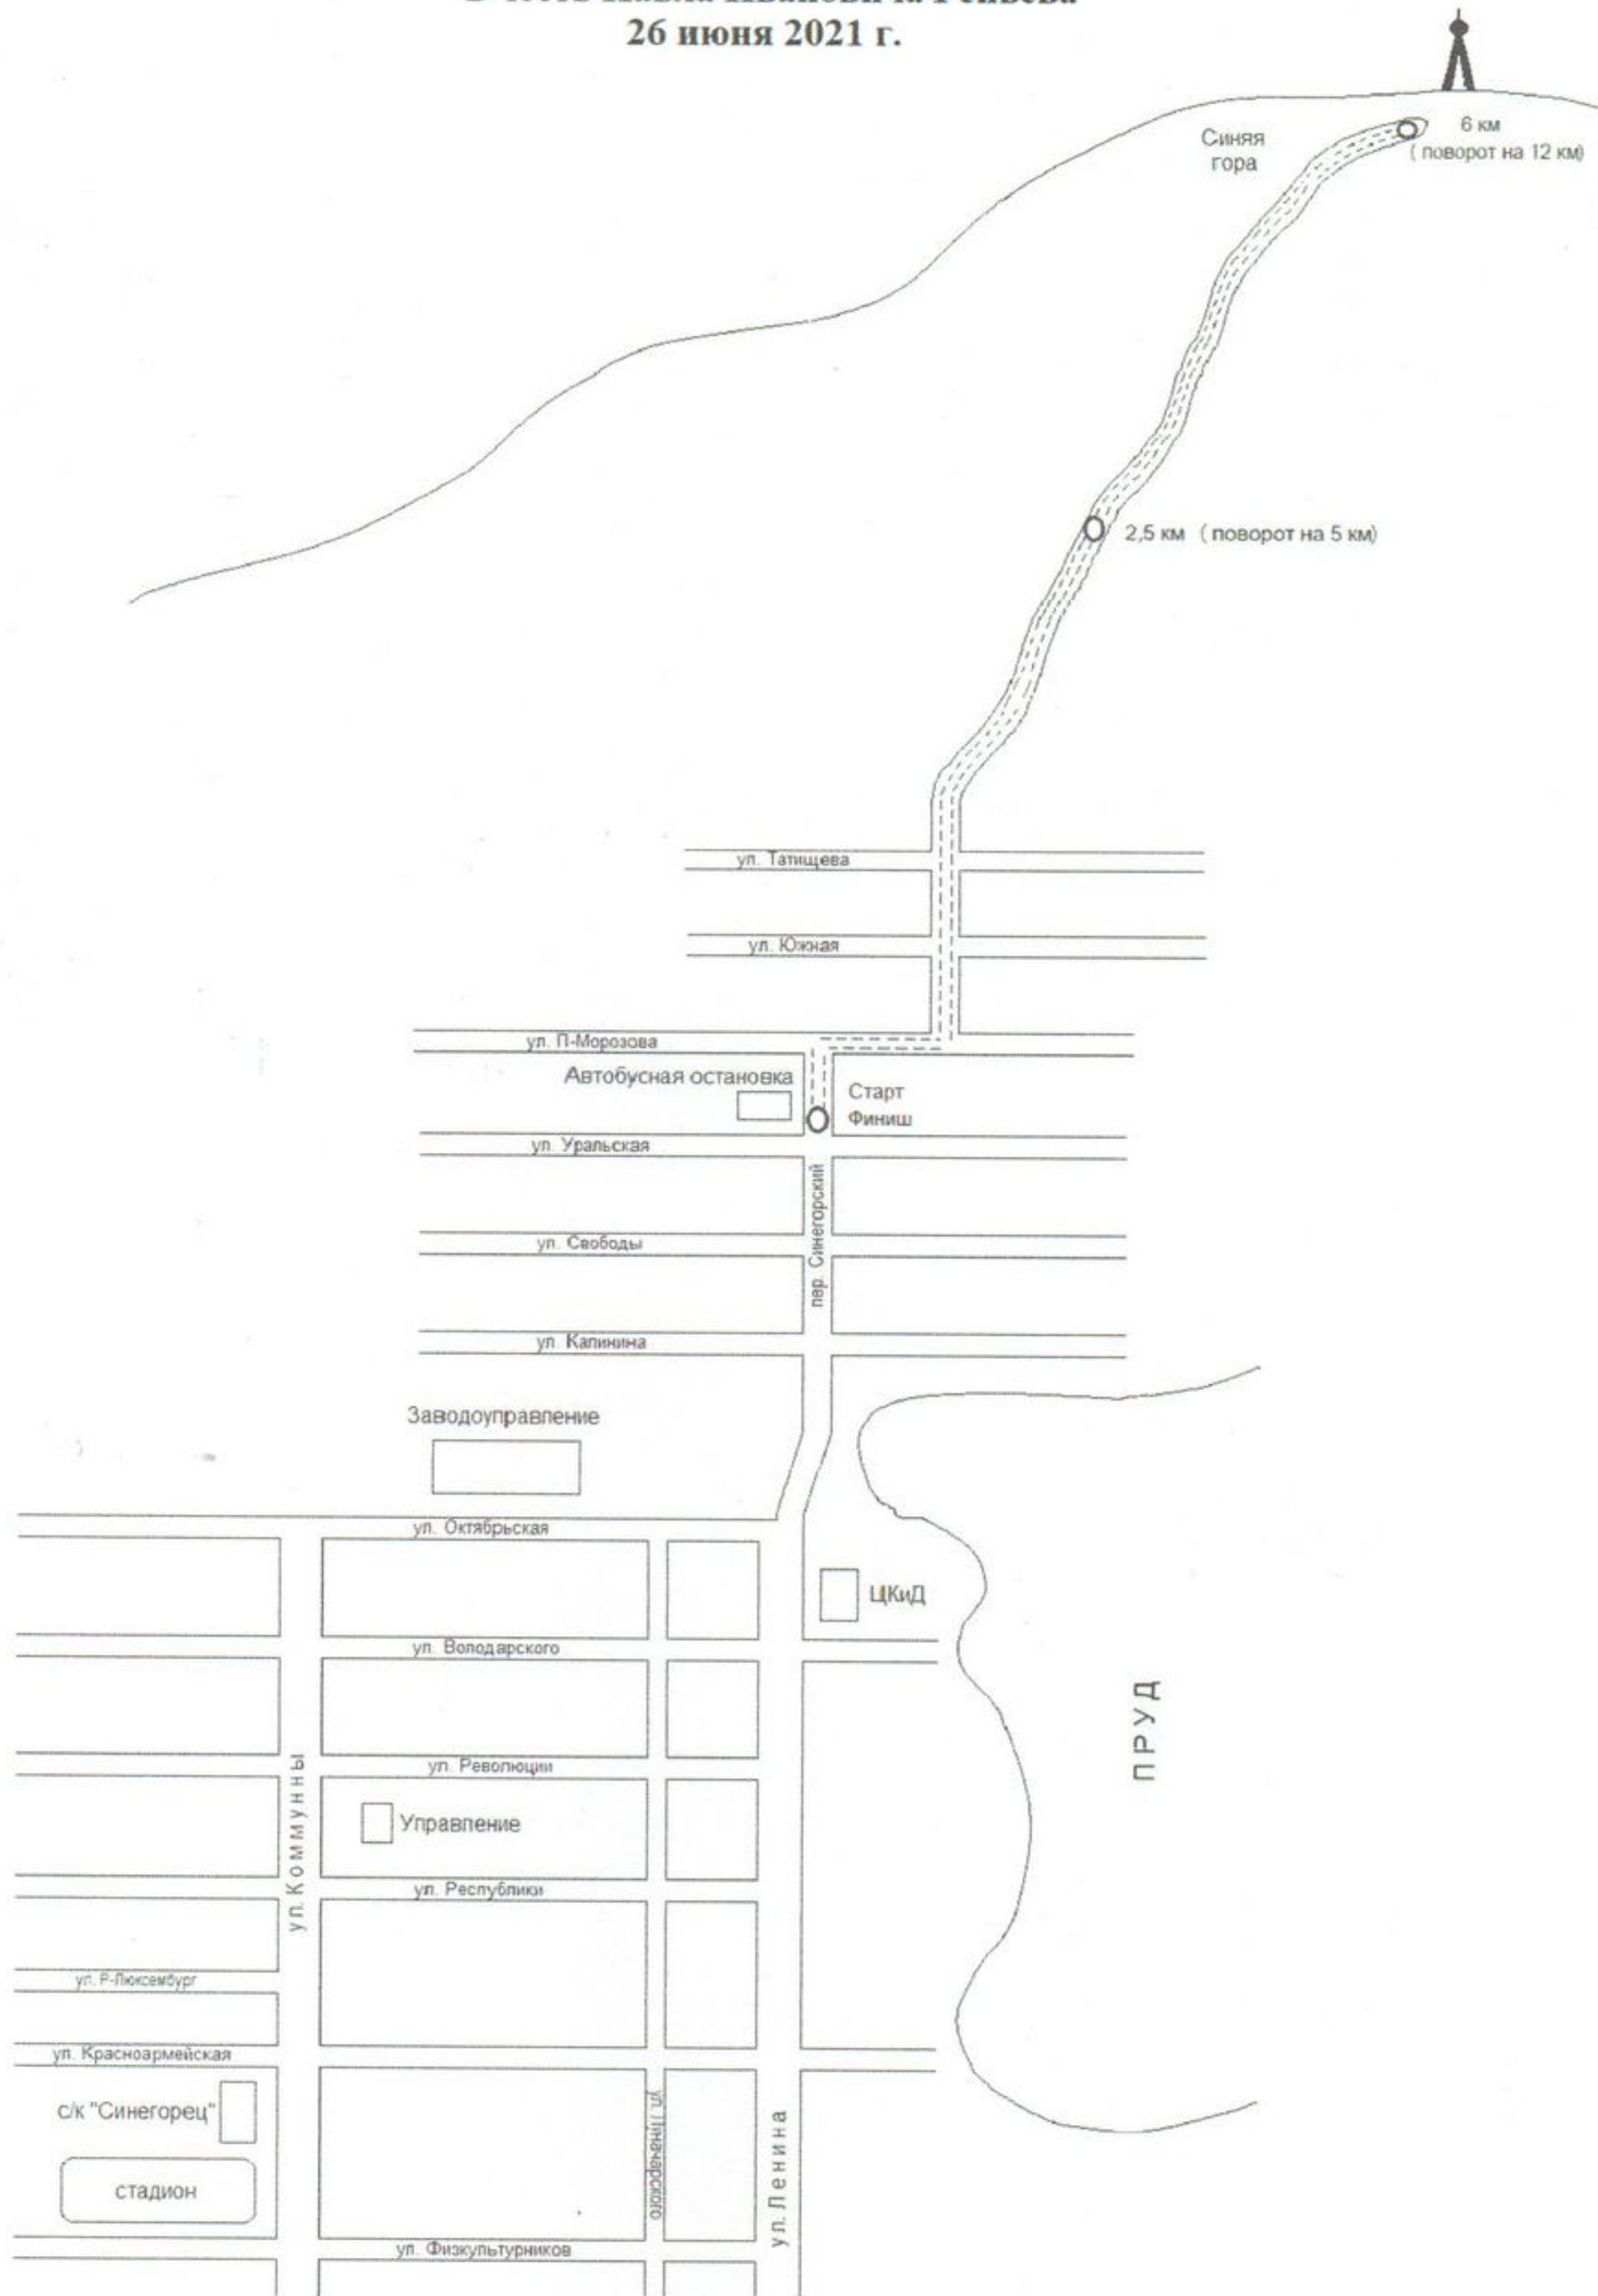 26 июня 2021 г.
Синяя
гора
6 км
( поворот на 12 км)
2,5 км ( поворот на 5 км)
ул. Татищева
ул. Южная
ул. П-Морозова
Автобусная остановка
Старт
Финиш
ул. Уральская
пер. Синегорский
ул. Свободы
ул. Калинина
Заводоуправление
ул. Октябрьская
ЦКиД
ул. Володарского
ПРУД
ул. Революции
ул. Коммунны
Управление
ул. Республики
ул. Р-Люксембург
ул. Красноармейская
с/к "Синегорец"
ул. Луначарского
ул. Ленина
стадион
ул. Физкультурников